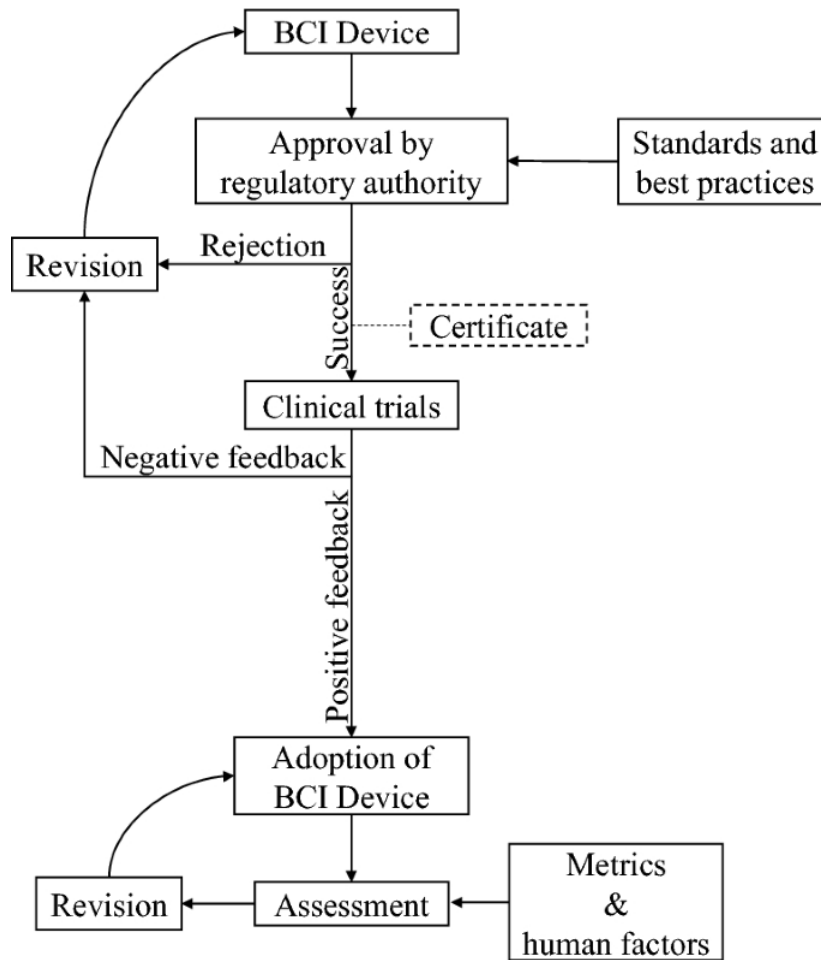 BCI Device
Approval by
regulatory authority
Standards and
best practices
Rejection
Revision
Success
Certificate
Clinical trials
Negative feedback
Positive feedback
Adoption of
BCI Device
Metrics
&
human factors
Revision
Assessment